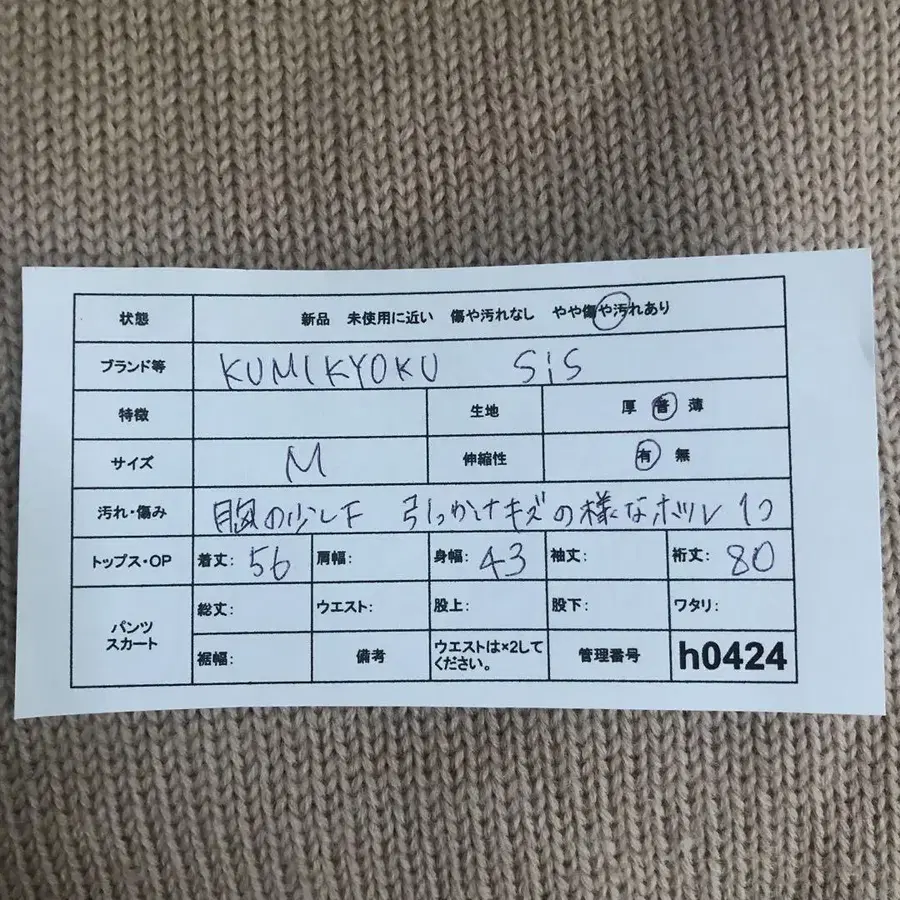 状態 新品 未使用に近い 傷や汚れなし やや傷や汚れあり
ブランド等 KUMIKYOKU SiS
特徴 生地 厚 普 薄
サイズ M 伸縮性 有 無
汚れ・傷み 胸の少し下 引っかけキズの様なホツレ 1つ
トップス・OP 着丈: 56 肩幅: 身幅: 43 袖丈: 裄丈: 80
パンツ
スカート
総丈: ウエスト: 股上: 股下: ワタリ:
裾幅: 備考 ウエストは×2して
ください。 管理番号 h0424